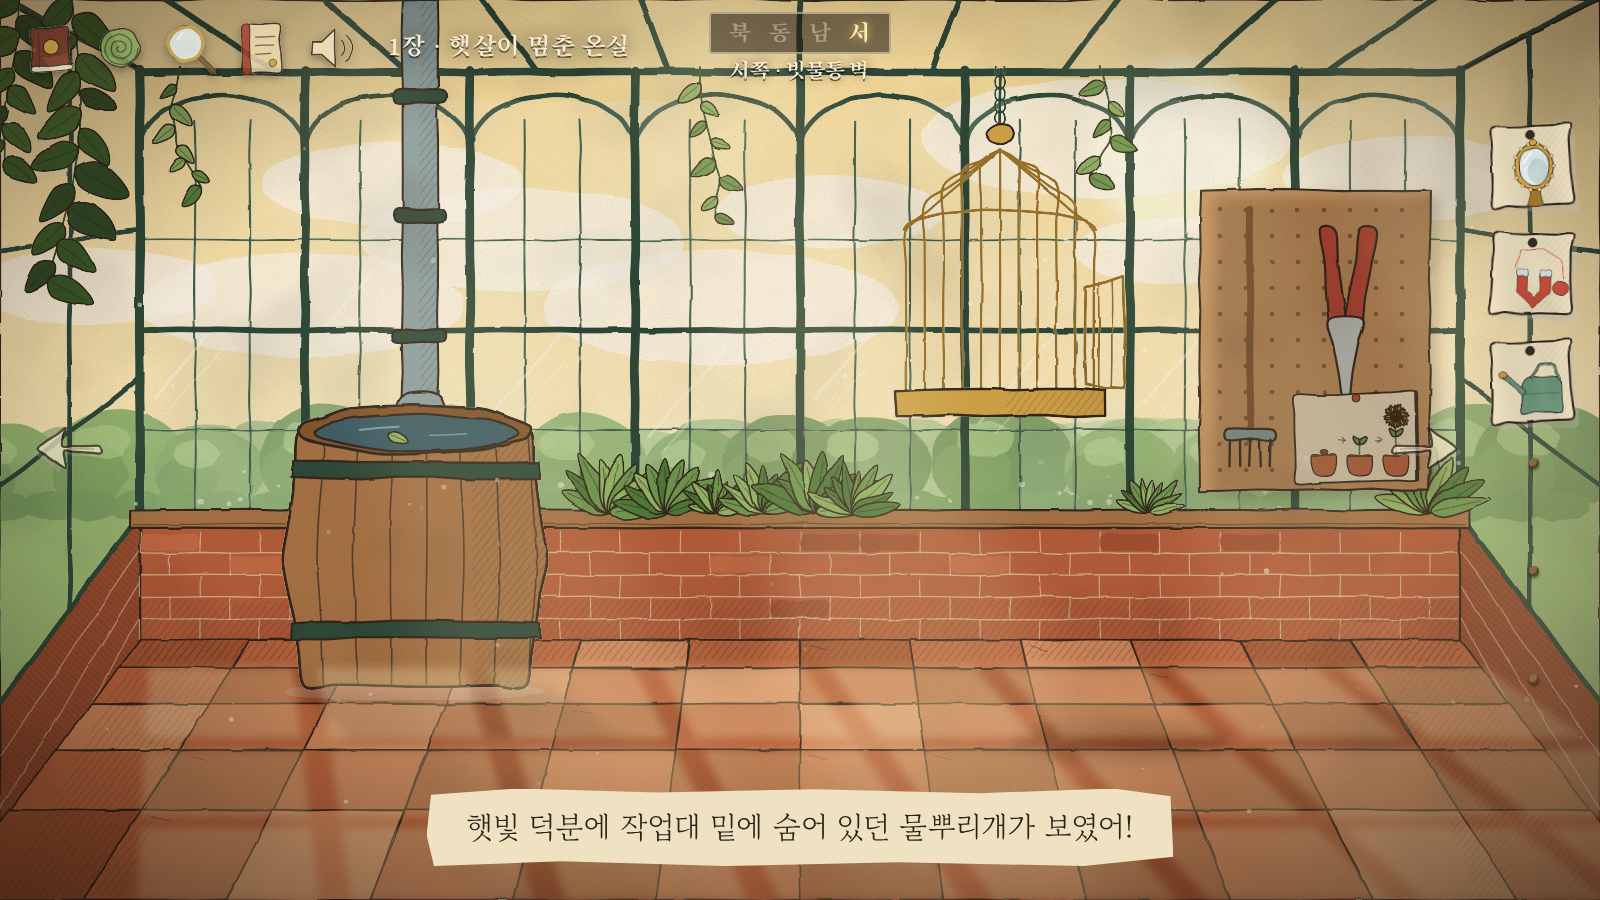 1장 · 햇살이 멈춘 온실
북 동 남 서
서쪽 · 빗물통 벽
햇빛 덕분에 작업대 밑에 숨어 있던 물뿌리개가 보였어!